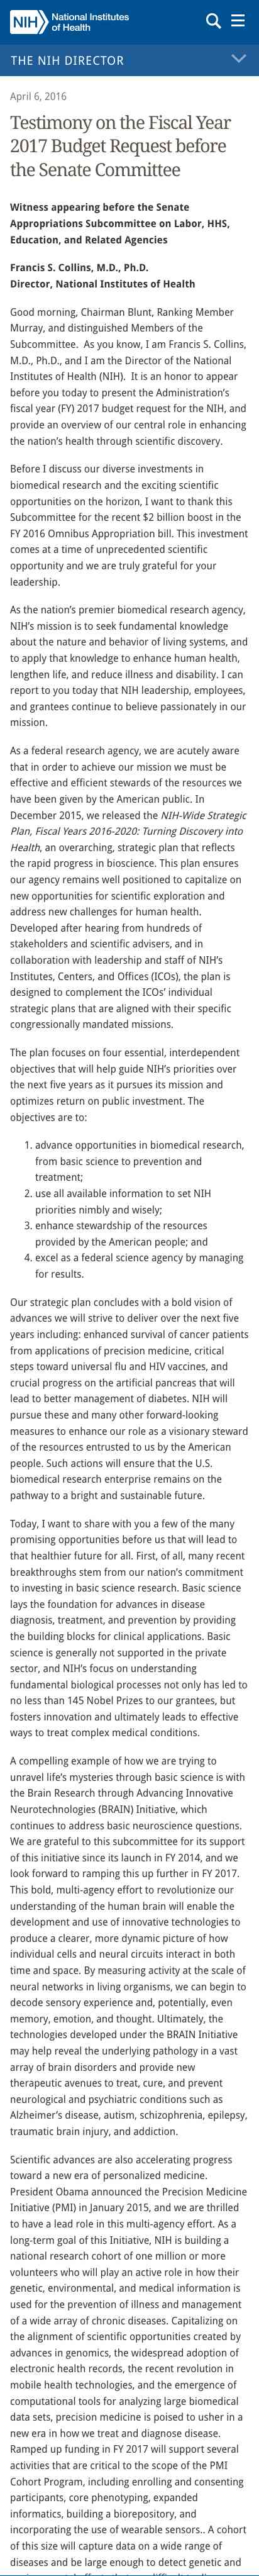 NIH National Institutes
of Health
THE NIH DIRECTOR
April 6, 2016
Testimony on the Fiscal Year
2017 Budget Request before
the Senate Committee
Witness appearing before the Senate
Appropriations Subcommittee on Labor, HHS,
Education, and Related Agencies
Francis S. Collins, M.D., Ph.D.
Director, National Institutes of Health
Good morning, Chairman Blunt, Ranking Member
Murray, and distinguished Members of the
Subcommittee.  As you know, I am Francis S. Collins,
M.D., Ph.D., and I am the Director of the National
Institutes of Health (NIH).  It is an honor to appear
before you today to present the Administration’s
fiscal year (FY) 2017 budget request for the NIH, and
provide an overview of our central role in enhancing
the nation’s health through scientific discovery.
Before I discuss our diverse investments in
biomedical research and the exciting scientific
opportunities on the horizon, I want to thank this
Subcommittee for the recent $2 billion boost in the
FY 2016 Omnibus Appropriation bill. This investment
comes at a time of unprecedented scientific
opportunity and we are truly grateful for your
leadership.
As the nation’s premier biomedical research agency,
NIH’s mission is to seek fundamental knowledge
about the nature and behavior of living systems, and
to apply that knowledge to enhance human health,
lengthen life, and reduce illness and disability. I can
report to you today that NIH leadership, employees,
and grantees continue to believe passionately in our
mission.
As a federal research agency, we are acutely aware
that in order to achieve our mission we must be
effective and efficient stewards of the resources we
have been given by the American public. In
December 2015, we released the NIH-Wide Strategic
Plan, Fiscal Years 2016-2020: Turning Discovery into
Health, an overarching, strategic plan that reflects
the rapid progress in bioscience. This plan ensures
our agency remains well positioned to capitalize on
new opportunities for scientific exploration and
address new challenges for human health.
Developed after hearing from hundreds of
stakeholders and scientific advisers, and in
collaboration with leadership and staff of NIH’s
Institutes, Centers, and Offices (ICOs), the plan is
designed to complement the ICOs’ individual
strategic plans that are aligned with their specific
congressionally mandated missions.
The plan focuses on four essential, interdependent
objectives that will help guide NIH’s priorities over
the next five years as it pursues its mission and
optimizes return on public investment. The
objectives are to:
1. advance opportunities in biomedical research,
from basic science to prevention and
treatment;
2. use all available information to set NIH
priorities nimbly and wisely;
3. enhance stewardship of the resources
provided by the American people; and
4. excel as a federal science agency by managing
for results.
Our strategic plan concludes with a bold vision of
advances we will strive to deliver over the next five
years including: enhanced survival of cancer patients
from applications of precision medicine, critical
steps toward universal flu and HIV vaccines, and
crucial progress on the artificial pancreas that will
lead to better management of diabetes. NIH will
pursue these and many other forward-looking
measures to enhance our role as a visionary steward
of the resources entrusted to us by the American
people. Such actions will ensure that the U.S.
biomedical research enterprise remains on the
pathway to a bright and sustainable future.
Today, I want to share with you a few of the many
promising opportunities before us that will lead to
that healthier future for all. First, of all, many recent
breakthroughs stem from our nation’s commitment
to investing in basic science research. Basic science
lays the foundation for advances in disease
diagnosis, treatment, and prevention by providing
the building blocks for clinical applications. Basic
science is generally not supported in the private
sector, and NIH’s focus on understanding
fundamental biological processes not only has led to
no less than 145 Nobel Prizes to our grantees, but
fosters innovation and ultimately leads to effective
ways to treat complex medical conditions.
A compelling example of how we are trying to
unravel life’s mysteries through basic science is with
the Brain Research through Advancing Innovative
Neurotechnologies (BRAIN) Initiative, which
continues to address basic neuroscience questions.
We are grateful to this subcommittee for its support
of this initiative since its launch in FY 2014, and we
look forward to ramping this up further in FY 2017.
This bold, multi-agency effort to revolutionize our
understanding of the human brain will enable the
development and use of innovative technologies to
produce a clearer, more dynamic picture of how
individual cells and neural circuits interact in both
time and space. By measuring activity at the scale of
neural networks in living organisms, we can begin to
decode sensory experience and, potentially, even
memory, emotion, and thought. Ultimately, the
technologies developed under the BRAIN Initiative
may help reveal the underlying pathology in a vast
array of brain disorders and provide new
therapeutic avenues to treat, cure, and prevent
neurological and psychiatric conditions such as
Alzheimer’s disease, autism, schizophrenia, epilepsy,
traumatic brain injury, and addiction.
Scientific advances are also accelerating progress
toward a new era of personalized medicine.
President Obama announced the Precision Medicine
Initiative (PMI) in January 2015, and we are thrilled
to have a lead role in this multi-agency effort. As a
long-term goal of this Initiative, NIH is building a
national research cohort of one million or more
volunteers who will play an active role in how their
genetic, environmental, and medical information is
used for the prevention of illness and management
of a wide array of chronic diseases. Capitalizing on
the alignment of scientific opportunities created by
advances in genomics, the widespread adoption of
electronic health records, the recent revolution in
mobile health technologies, and the emergence of
computational tools for analyzing large biomedical
data sets, precision medicine is poised to usher in a
new era in how we treat and diagnose disease.
Ramped up funding in FY 2017 will support several
activities that are critical to the scope of the PMI
Cohort Program, including enrolling and consenting
participants, core phenotyping, expanded
informatics, building a biorepository, and
incorporating the use of wearable sensors.. A cohort
of this size will capture data on a wide range of
diseases and be large enough to detect genetic and